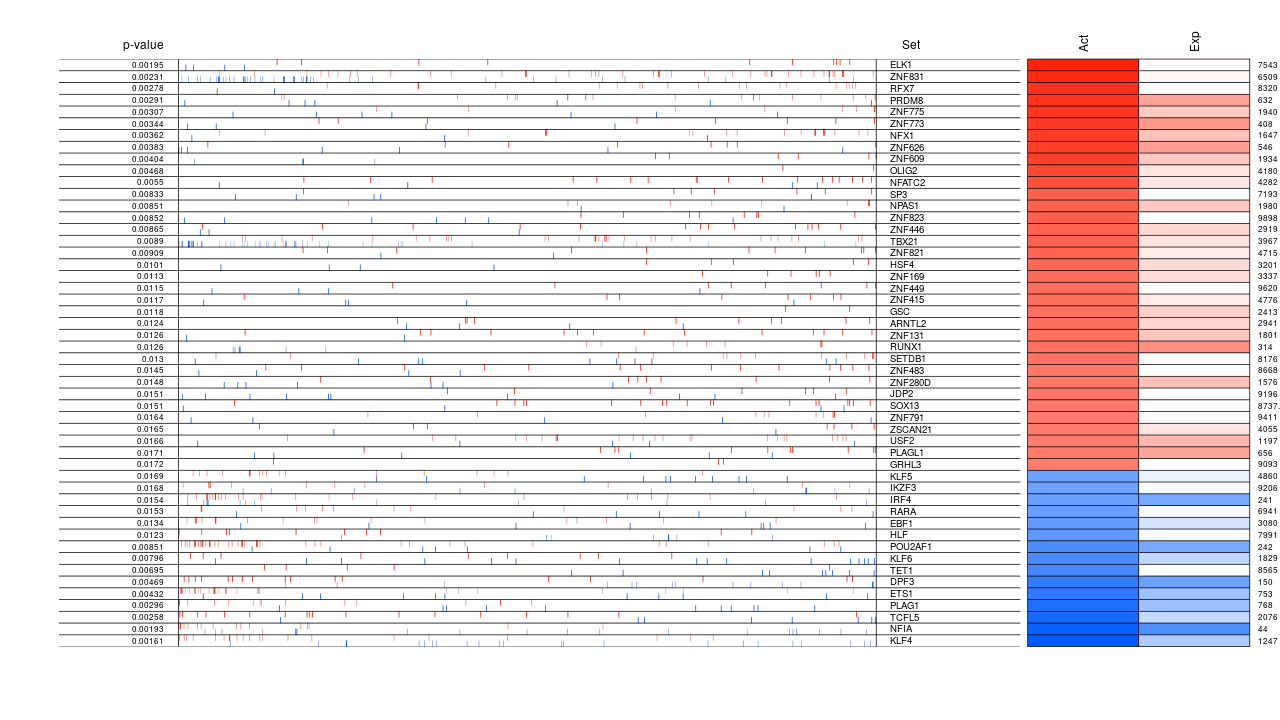 p-value Set Act Exp
0.00195 ELK1 7543
0.00231 ZNF831 6509
0.00278 RFX7 8320
0.00291 PRDM8 632
0.00307 ZNF775 1940
0.00344 ZNF773 408
0.00362 NFX1 1647
0.00383 ZNF626 546
0.00404 ZNF609 1934
0.00468 OLIG2 4180
0.0055 NFATC2 4282
0.00833 SP3 7193
0.00851 NPAS1 1980
0.00852 ZNF823 9898
0.00865 ZNF446 2919
0.0089 TBX21 3967
0.00909 ZNF821 4715
0.0101 HSF4 3201
0.0113 ZNF169 3337
0.0115 ZNF449 9620
0.0117 ZNF415 4776
0.0118 GSC 2413
0.0124 ARNTL2 2941
0.0126 ZNF131 1801
0.0126 RUNX1 314
0.013 SETDB1 8176
0.0145 ZNF483 8668
0.0148 ZNF280D 1576
0.0151 JDP2 9196
0.0151 SOX13 8737
0.0164 ZNF791 9411
0.0165 ZSCAN21 4055
0.0166 USF2 1197
0.0171 PLAGL1 656
0.0172 GRHL3 9093
0.0169 KLF5 4860
0.0168 IKZF3 9206
0.0154 IRF4 241
0.0153 RARA 6941
0.0134 EBF1 3080
0.0123 HLF 7991
0.00851 POU2AF1 242
0.00796 KLF6 1829
0.00695 TET1 8565
0.00469 DPF3 150
0.00432 ETS1 753
0.00296 PLAG1 768
0.00258 TCFL5 2076
0.00193 NFIA 44
0.00161 KLF4 1247